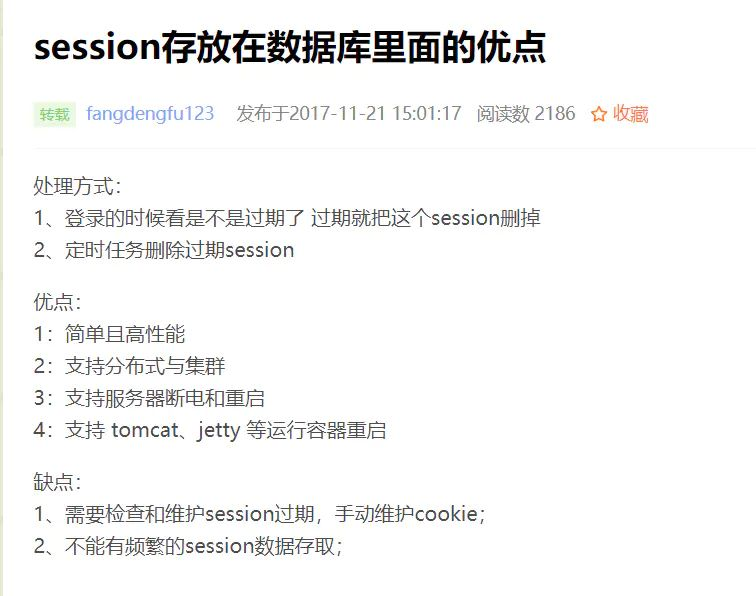 session存放在数据库里面的优点
转载 fangdengfu123 发布于2017-11-21 15:01:17 阅读数 2186 收藏
处理方式：
1、登录的时候看是不是过期了 过期就把这个session删掉
2、定时任务删除过期session
优点：
1：简单且高性能
2：支持分布式与集群
3：支持服务器断电和重启
4：支持 tomcat、jetty 等运行容器重启
缺点：
1、需要检查和维护session过期，手动维护cookie；
2、不能有频繁的session数据存取；